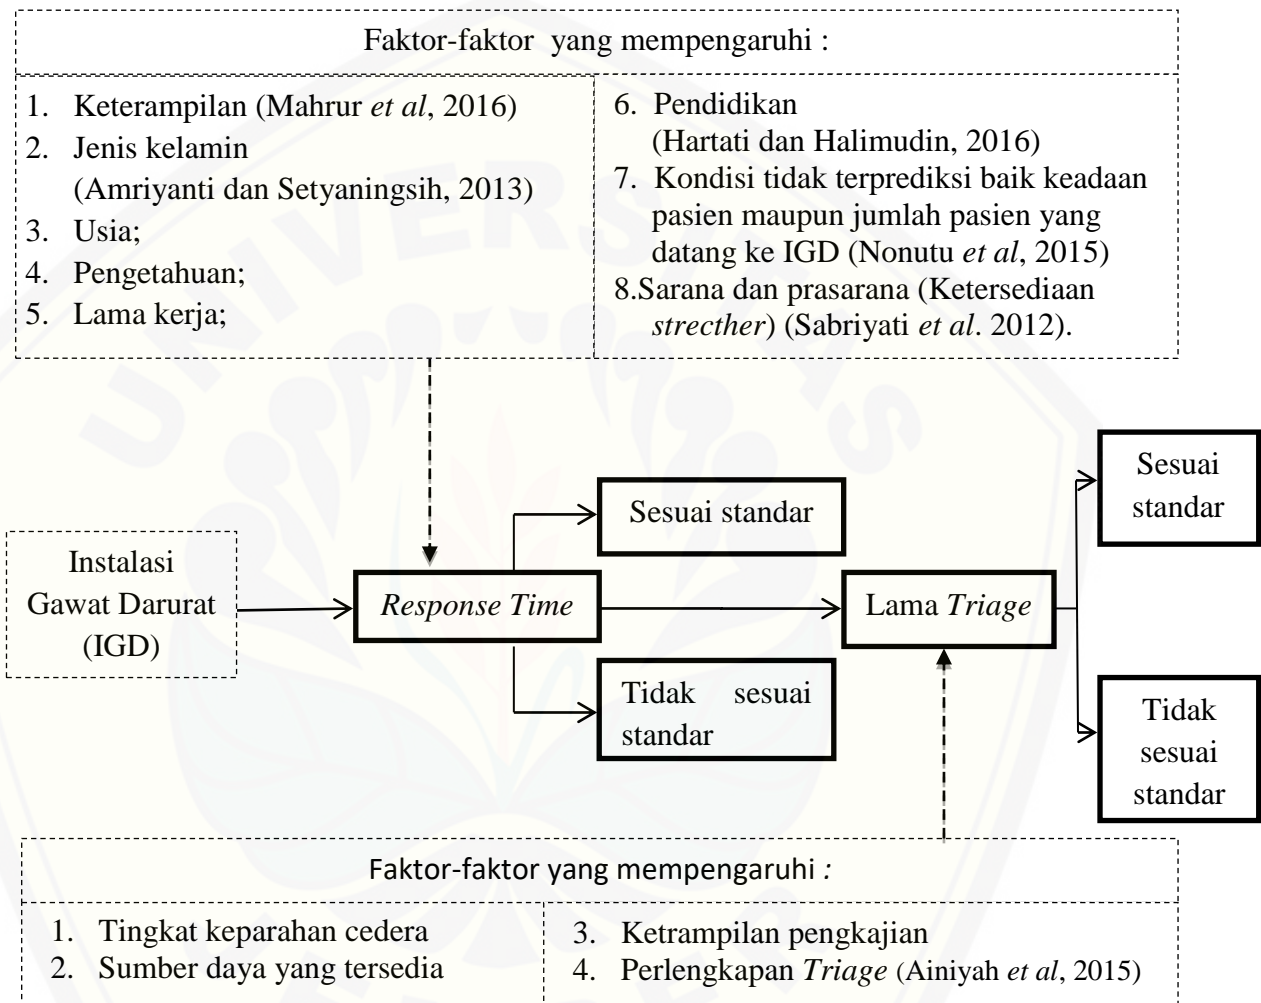 Faktor-faktor yang mempengaruhi :
1. Keterampilan (Mahrur et al, 2016)
2. Jenis kelamin
(Amriyanti dan Setyaningsih, 2013)
3. Usia;
4. Pengetahuan;
5. Lama kerja;
6. Pendidikan
(Hartati dan Halimudin, 2016)
7. Kondisi tidak terprediksi baik keadaan
pasien maupun jumlah pasien yang
datang ke IGD (Nonutu et al, 2015)
8.Sarana dan prasarana (Ketersediaan
strecther) (Sabriyati et al. 2012).
Instalasi
Gawat Darurat
(IGD)
Response Time
Sesuai standar
Tidak sesuai
standar
Lama Triage
Sesuai
standar
Tidak
sesuai
standar
Faktor-faktor yang mempengaruhi :
1. Tingkat keparahan cedera
2. Sumber daya yang tersedia
3. Ketrampilan pengkajian
4. Perlengkapan Triage (Ainiyah et al, 2015)
UNIVERSITAS